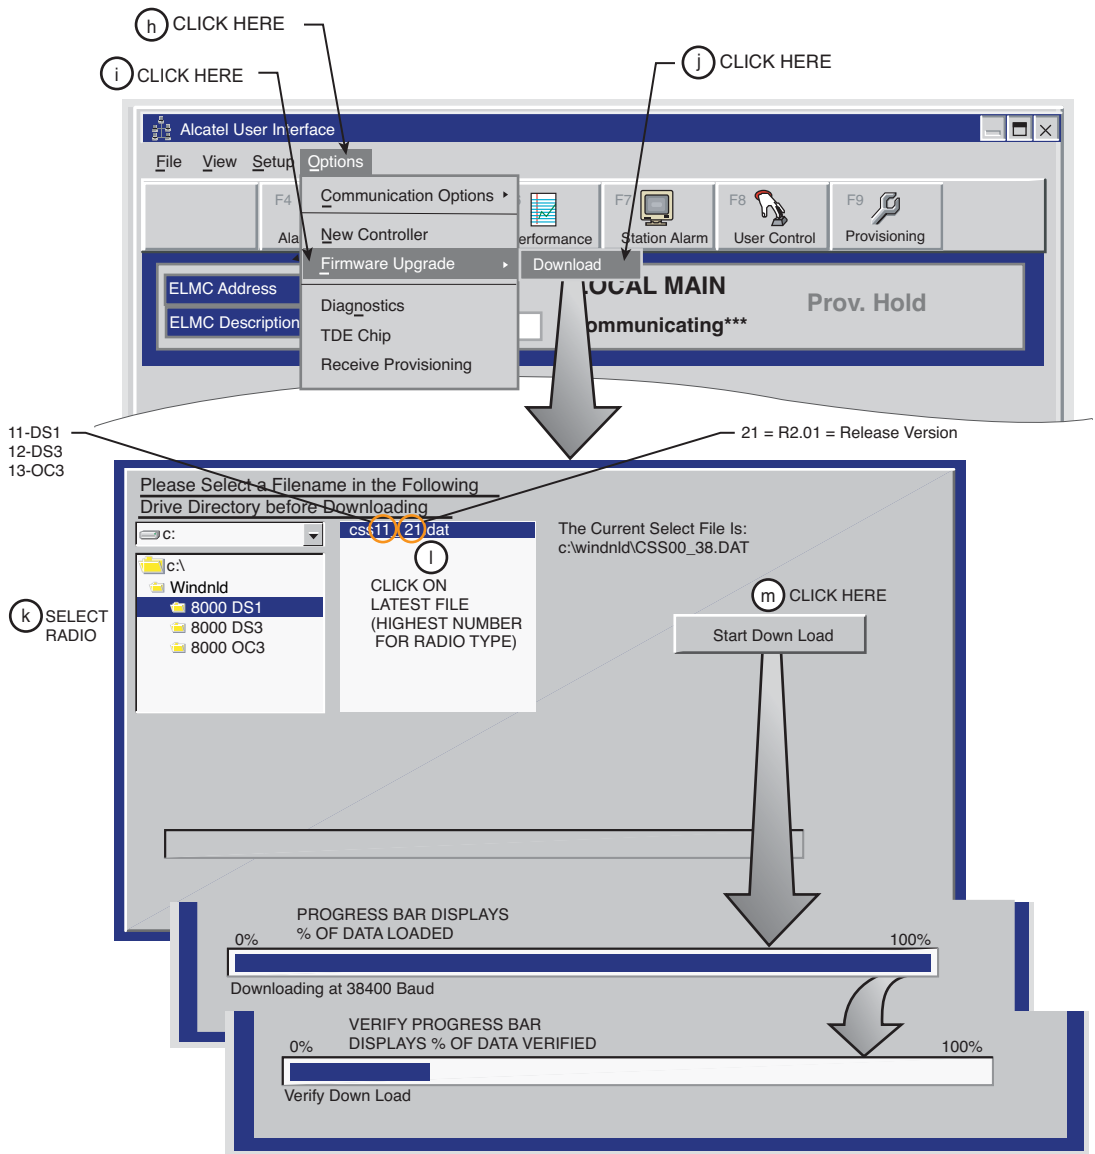 h CLICK HERE
i CLICK HERE
j CLICK HERE
Alcatel User Interface
File View Setup Options
F4
Ala
Communication Options
New Controller
Firmware Upgrade
Diagnostics
TDE Chip
Receive Provisioning
Download
erformance
F7
Station Alarm
F8
User Control
F9
Provisioning
ELMC Address
ELMC Description
LOCAL MAIN
ommunicating***
Prov. Hold
11-DS1
12-DS3
13-OC3
21 = R2.01 = Release Version
Please Select a Filename in the Following
Drive Directory before Downloading
c:
c:\
Windnld
8000 DS1
8000 DS3
8000 OC3
k SELECT
RADIO
css11 21 dat
l
CLICK ON
LATEST FILE
(HIGHEST NUMBER
FOR RADIO TYPE)
The Current Select File Is:
c:\windnld\CSS00_38.DAT
m CLICK HERE
Start Down Load
PROGRESS BAR DISPLAYS
% OF DATA LOADED
0% 100%
Downloading at 38400 Baud
VERIFY PROGRESS BAR
DISPLAYS % OF DATA VERIFIED
0% 100%
Verify Down Load